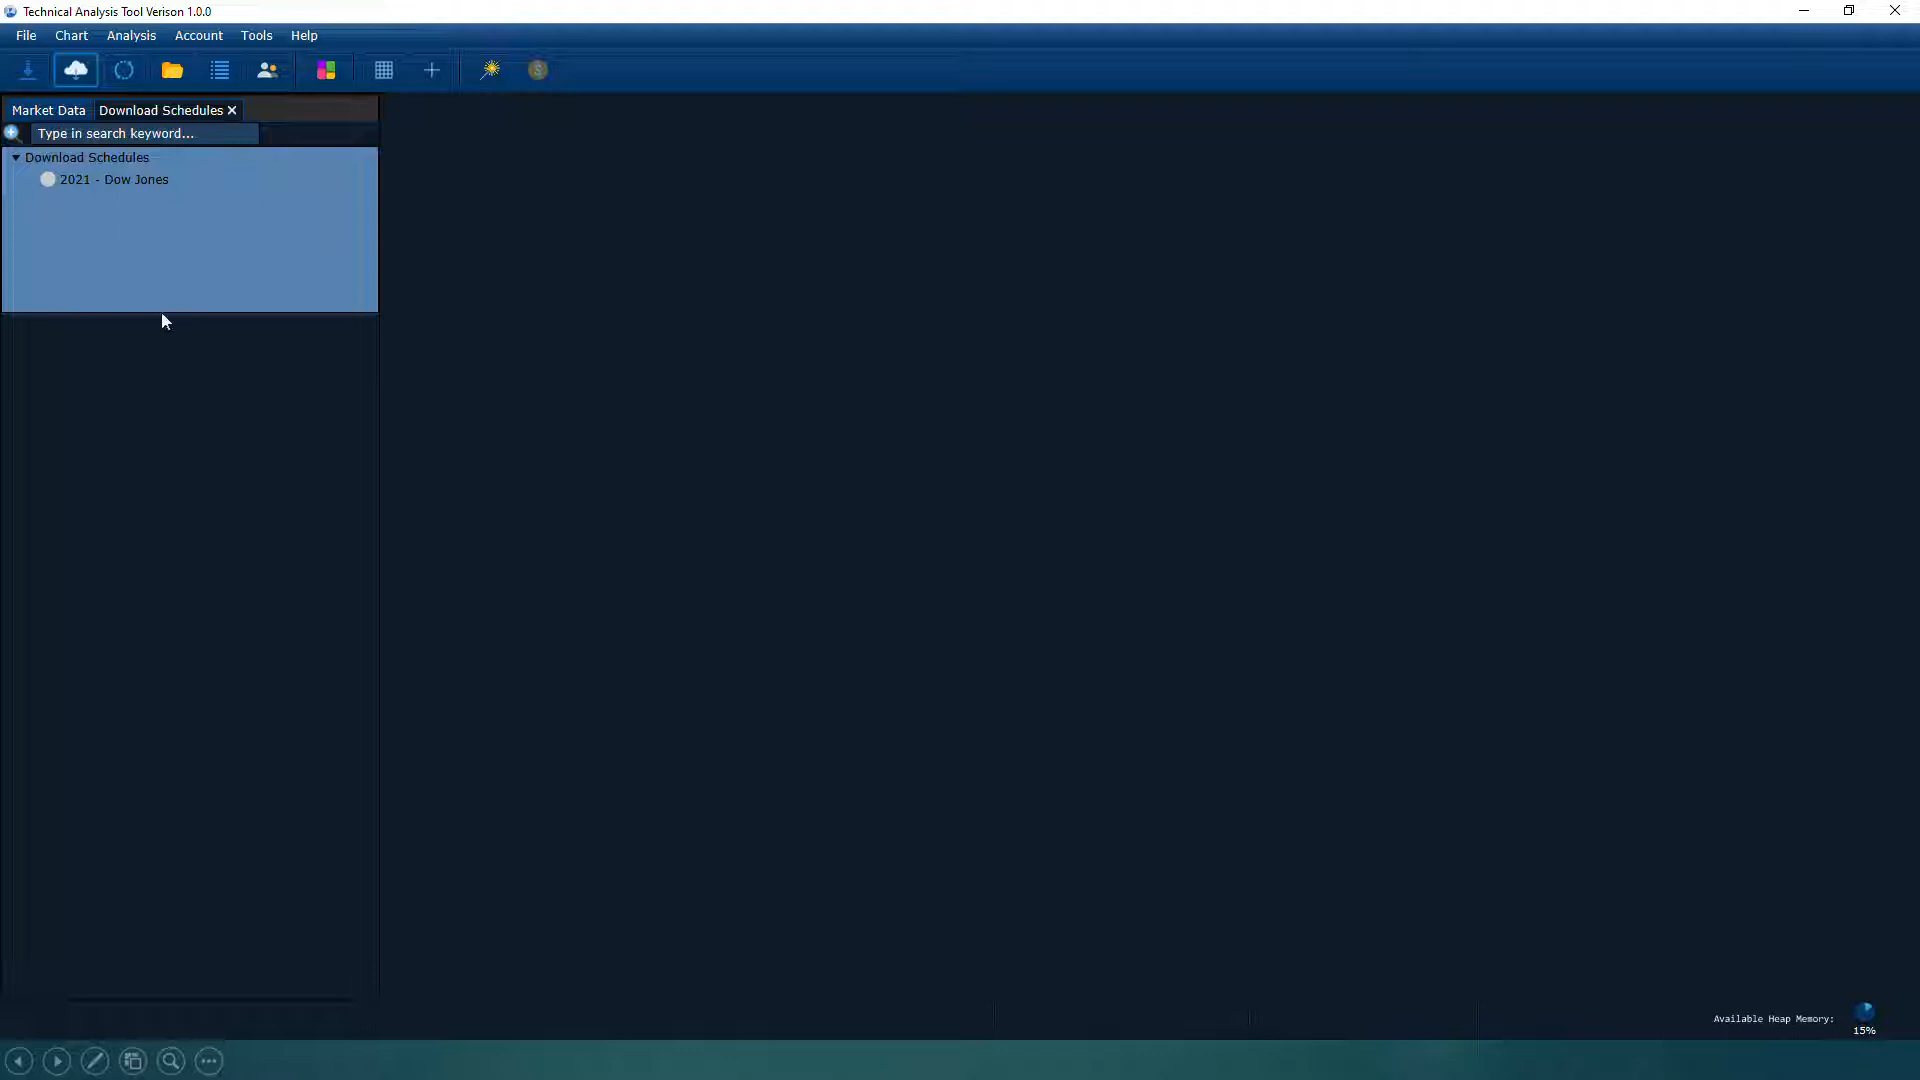 Technical Analysis Tool Verison 1.0.0
File Chart Analysis Account Tools Help
Market Data Download Schedules
Type in search keyword...
Download Schedules
2021 - Dow Jones
Available Heap Memory:
15%